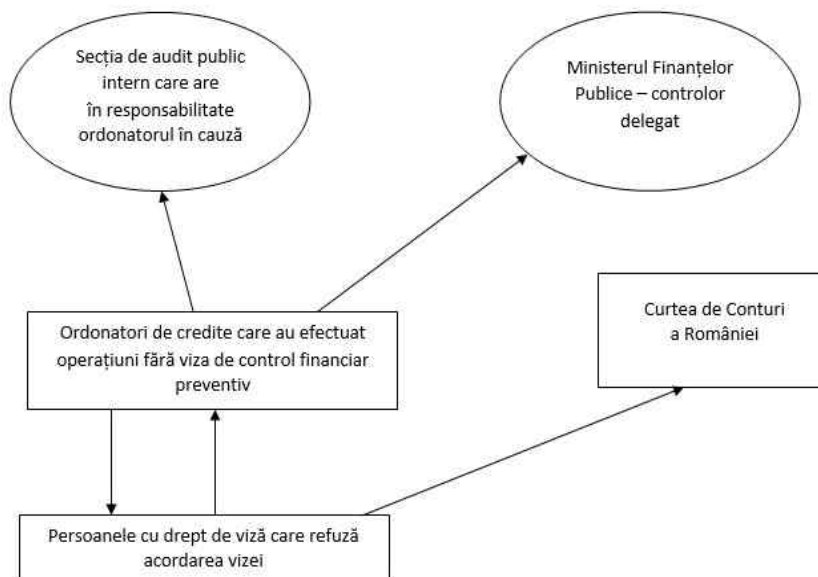 Secția de audit public
intern care are
în responsabilitate
ordonatorul în cauză
Ministerul Finanțelor
Publice – controlor
delegat
Curtea de Conturi
a României
Ordonatori de credite care au efectuat
operațiuni fără viza de control financiar
preventiv
Persoanele cu drept de viză care refuză
acordarea vizei